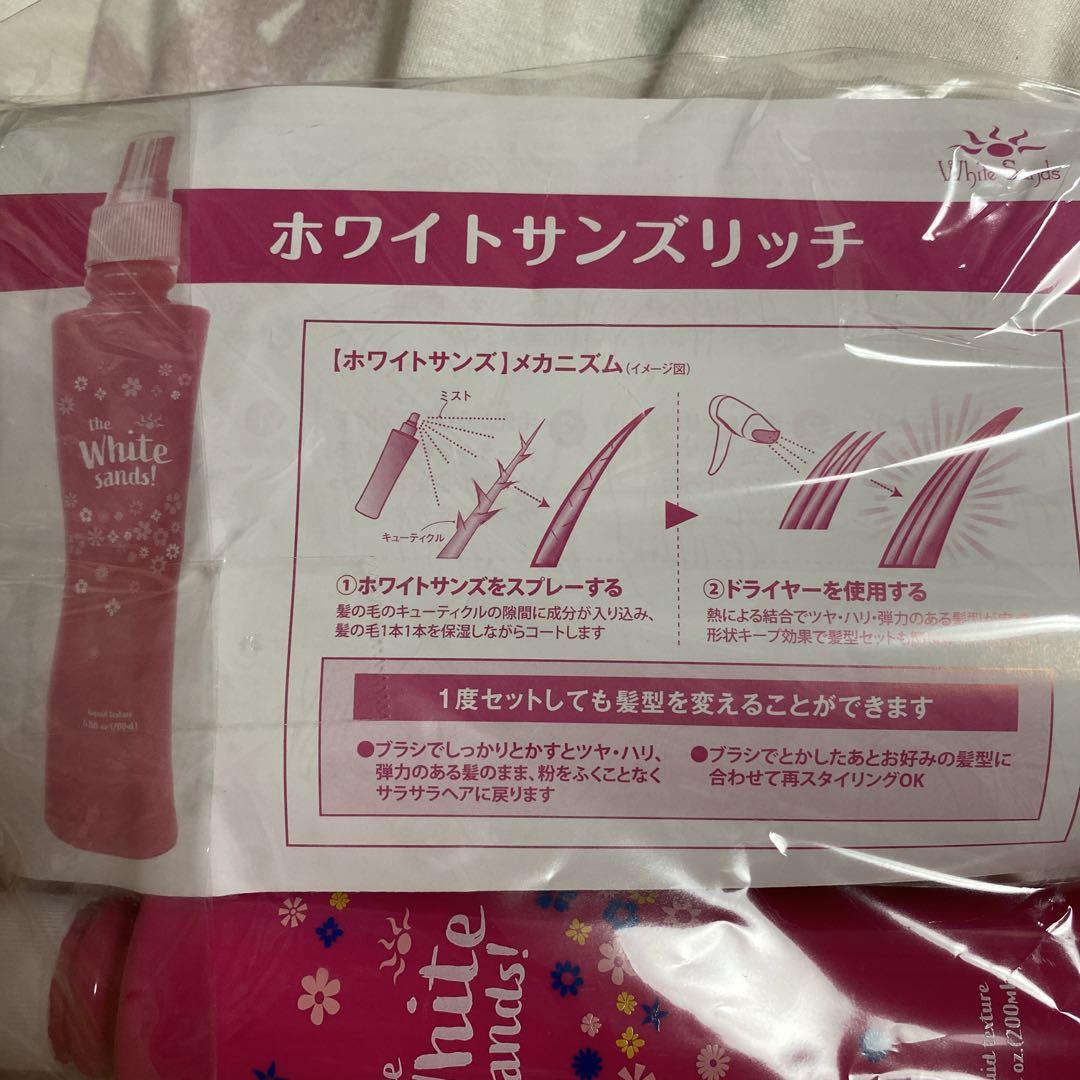 White Sands
ホワイトサンズリッチ
【ホワイトサンズ】メカニズム(イメージ図)
ミスト
キューティクル
①ホワイトサンズをスプレーする
髪の毛のキューティクルの隙間に成分が入り込み、
髪の毛1本1本を保湿しながらコートします
②ドライヤーを使用する
熱による結合でツヤ・ハリ・弾力のある髪型が
形状キープ効果で髪型セットも
1度セットしても髪型を変えることができます
●ブラシでしっかりとかすとツヤ・ハリ、
弾力のある髪のまま、粉をふくことなく
サラサラヘアに戻ります
●ブラシでとかしたあとお好みの髪型に
合わせて再スタイリングOK
the
White
sands!
liquid texture
(200mL)
White
sands!
texture
oz.(200mL